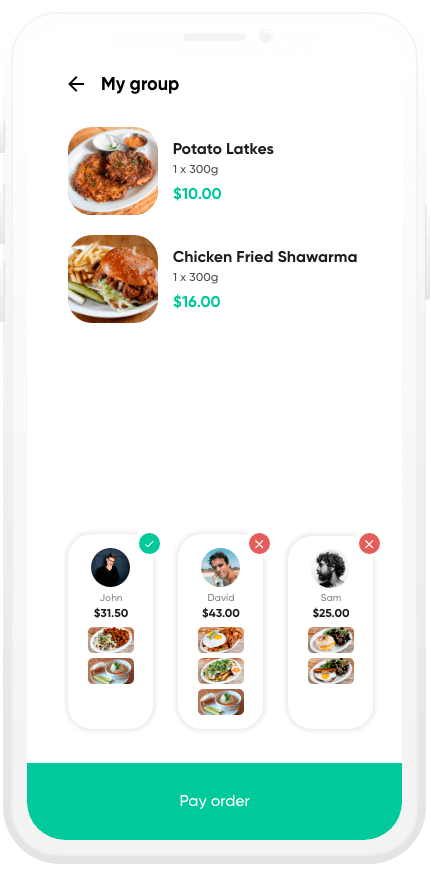 My group
Potato Latkes
1 x 300g
$10.00
Chicken Fried Shawarma
1 x 300g
$16.00
John
$31.50
David
$43.00
Sam
$25.00
Pay order